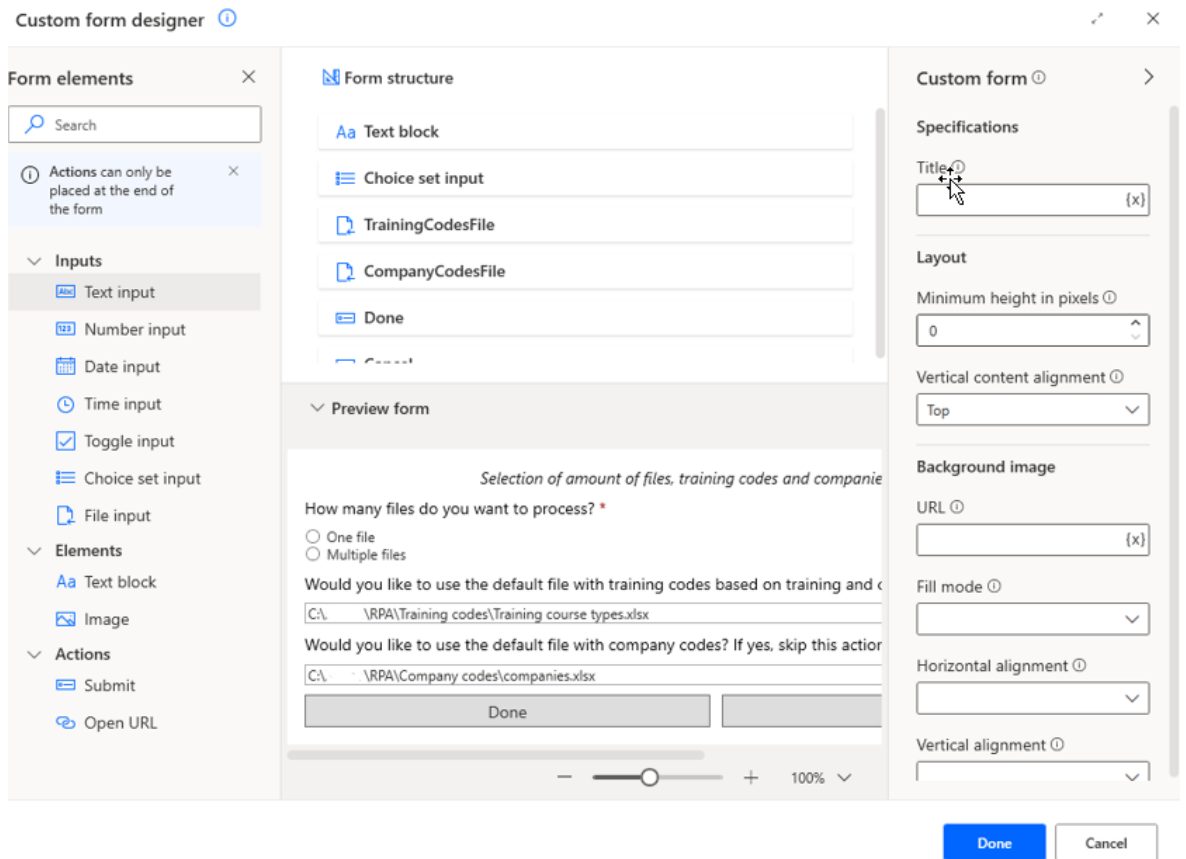 Custom form designer
Form elements
Search
Actions can only be
placed at the end of
the form
Inputs
Text input
Number input
Date input
Time input
Toggle input
Choice set input
File input
Elements
Aa Text block
Image
Actions
Submit
Open URL
Form structure
Aa Text block
Choice set input
TrainingCodesFile
CompanyCodesFile
Done
Cancel
Preview form
Selection of amount of files, training codes and companie
How many files do you want to process? *
One file
Multiple files
Would you like to use the default file with training codes based on training and c
C:\. \RPA\Training codes\Training course types.xlsx
Would you like to use the default file with company codes? If yes, skip this action
C:\. \RPA\Company codes\companies.xlsx
Done
100%
Custom form
Specifications
Title
{x}
Layout
Minimum height in pixels
0
Vertical content alignment
Top
Background image
URL
{x}
Fill mode
Horizontal alignment
Vertical alignment
Done
Cancel